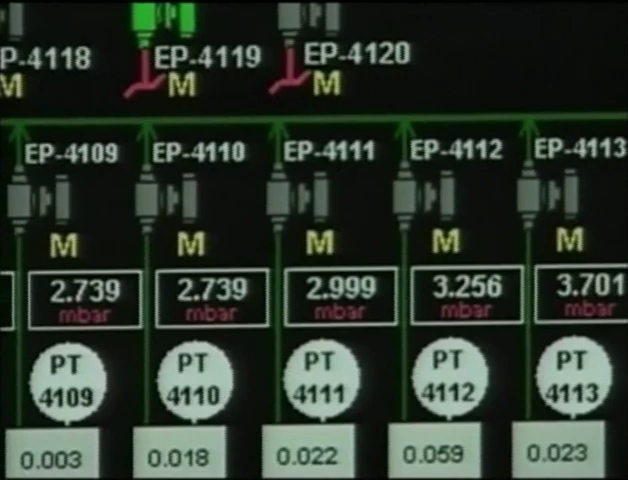 P-4118 EP-4119 EP-4120
M M M
EP-4109 EP-4110 EP-4111 EP-4112 EP-4113
M M M M M
2.739 2.739 2.999 3.256 3.701
mbar mbar mbar mbar mbar
PT PT PT PT PT
4109 4110 4111 4112 4113
0.003 0.018 0.022 0.059 0.023